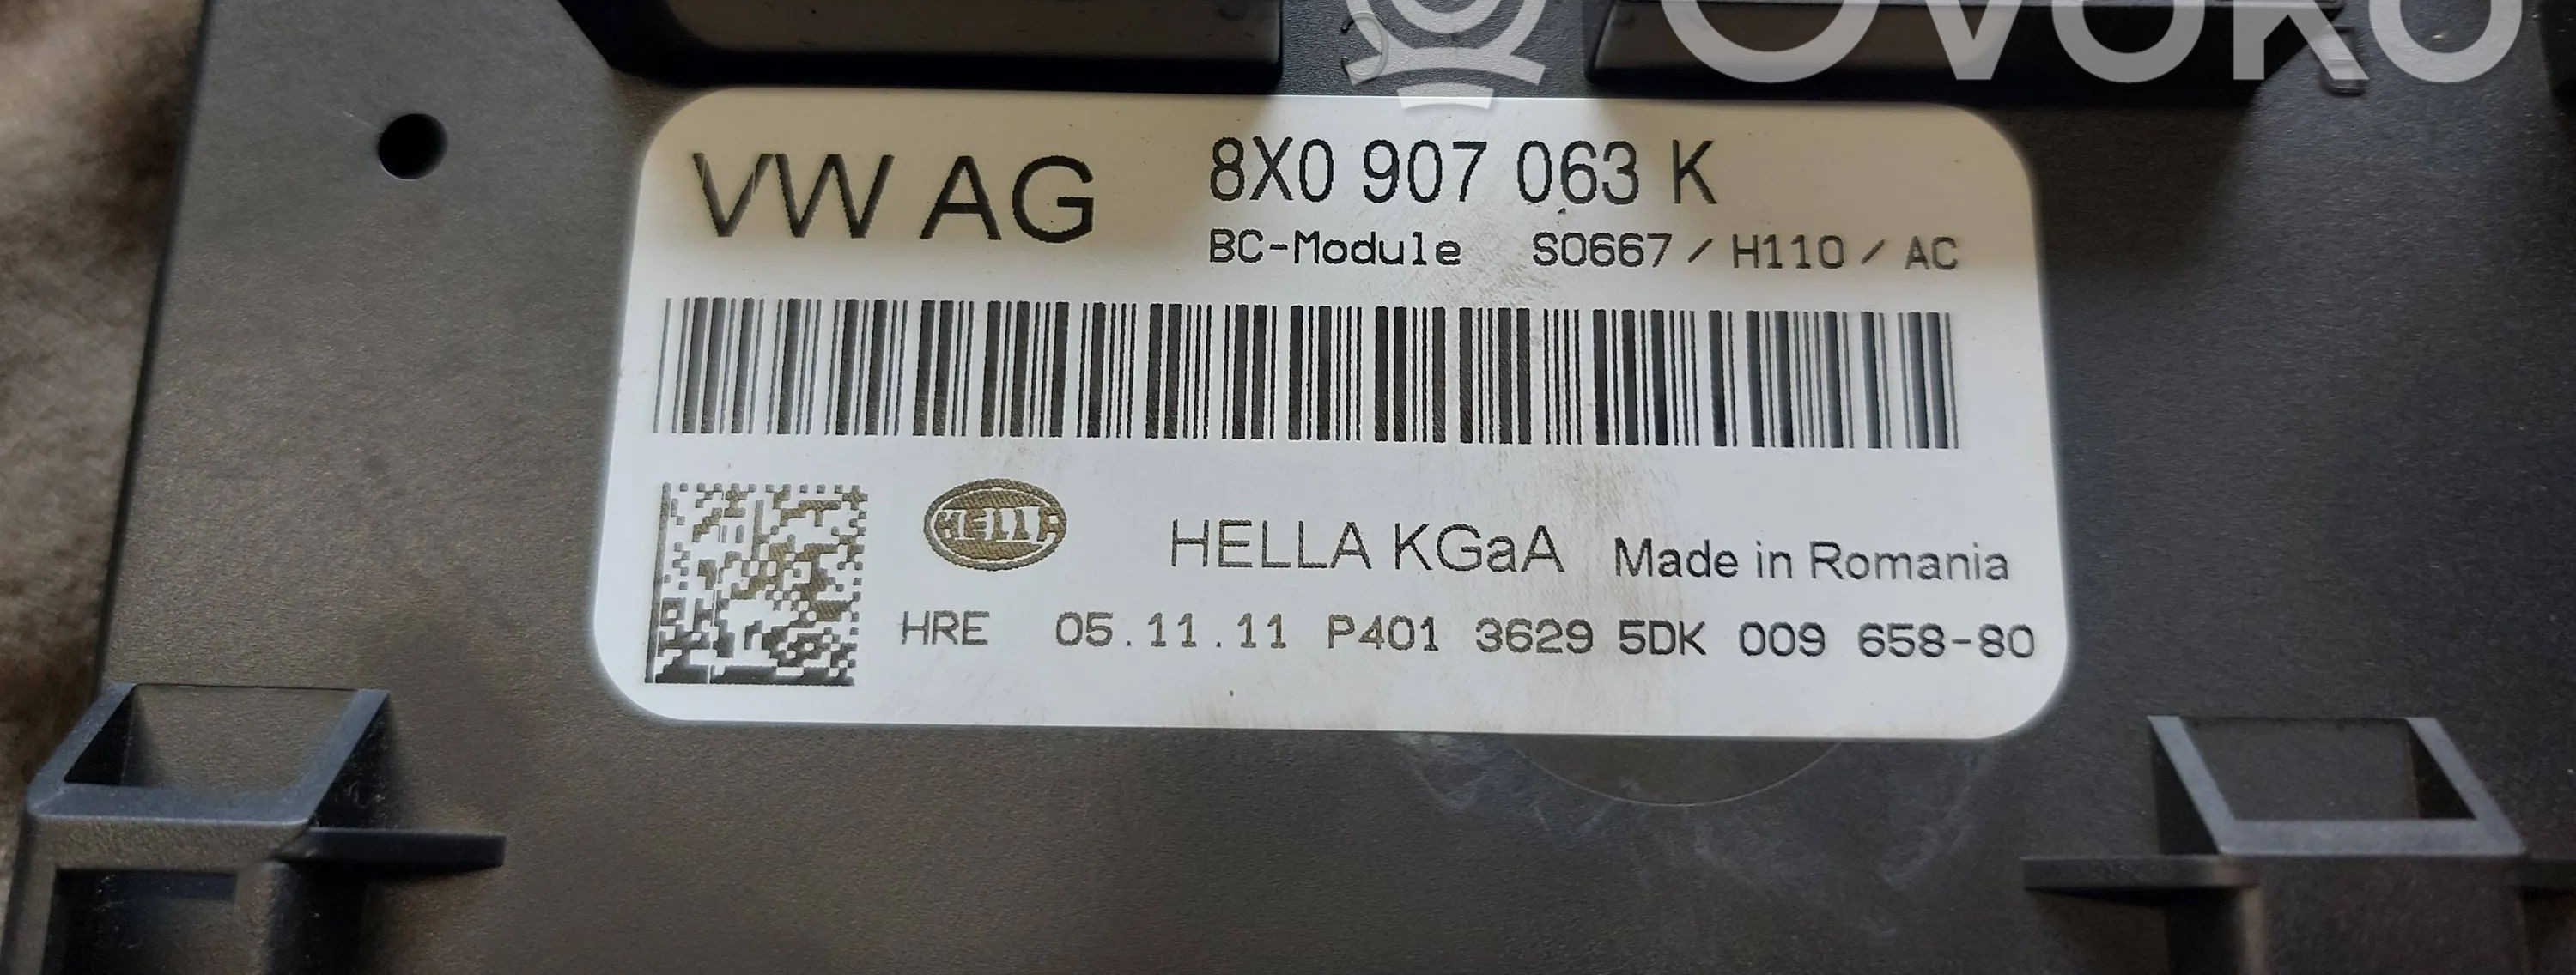 OVOKO
VW AG 8X0 907 063 K
BC-Module S0667 / H110 / AC
HELLA HELLA KGaA Made in Romania
HRE 05.11.11 P401 3629 5DK 009 658-80